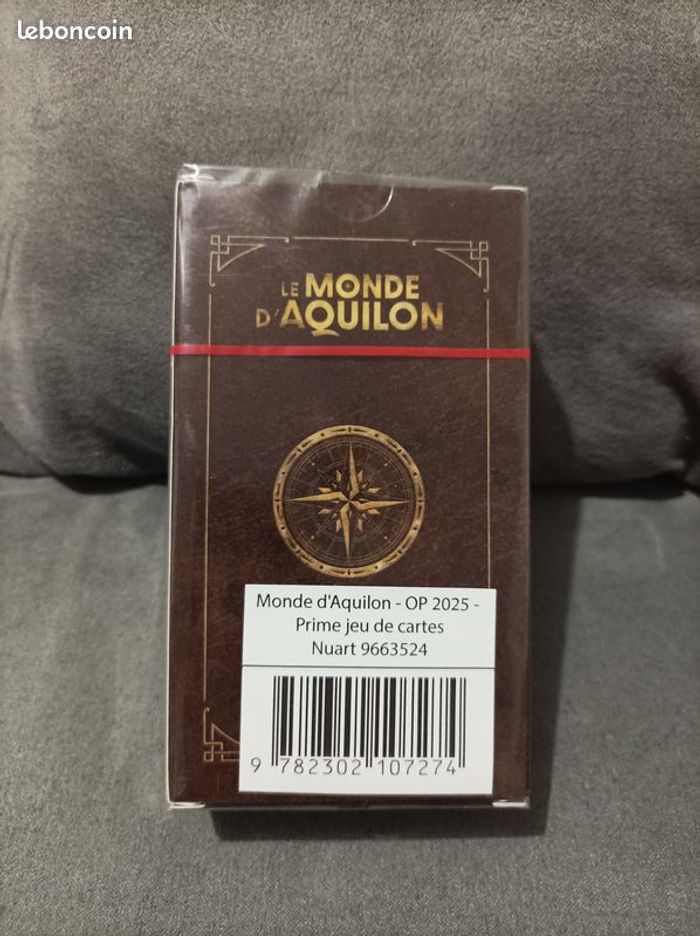 leboncoin
LE MONDE
D'AQUILON
Monde d'Aquilon - OP 2025 -
Prime jeu de cartes
Nuart 9663524
9 782302 107274